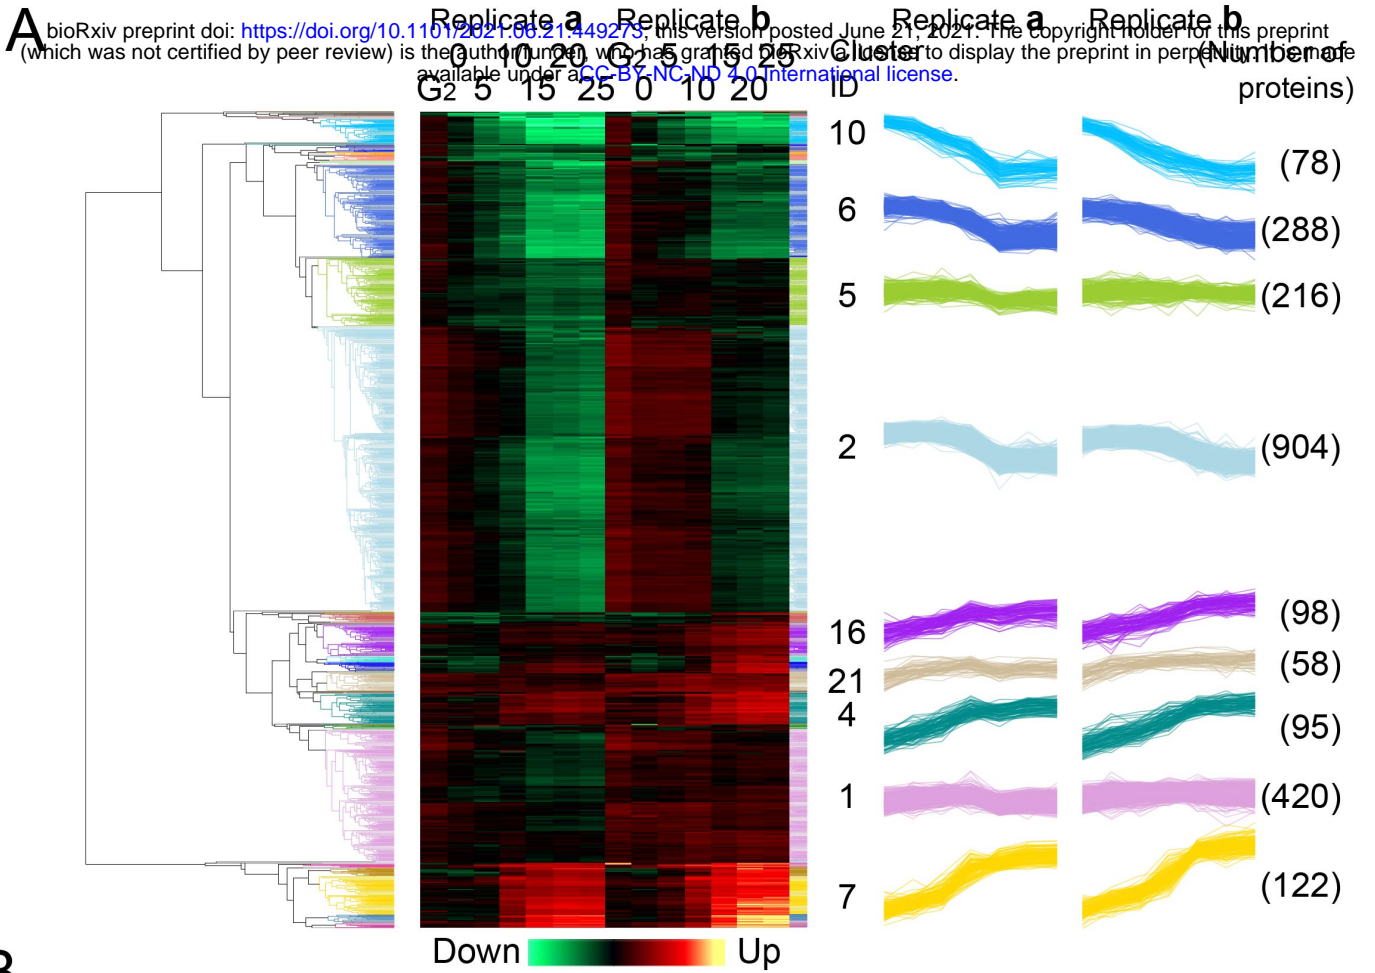 A
Replicate a Replicate b Replicate a Replicate b
bioRxiv preprint doi: https://doi.org/10.1101/2021.06.21.449273; this version posted June 21, 2021. The copyright holder for this preprint
(which was not certified by peer review) is the author/funder, who has granted bioRxiv a license to display the preprint in perpetuity. It is made
available under aCC-BY-NC-ND 4.0 International license.
0 10 20 G2 5 15 25 Cluster (Number of
G2 5 15 25 0 10 20 ID proteins)
10 (78)
6 (288)
5 (216)
2 (904)
16 (98)
21 (58)
4 (95)
1 (420)
7 (122)
Down Up